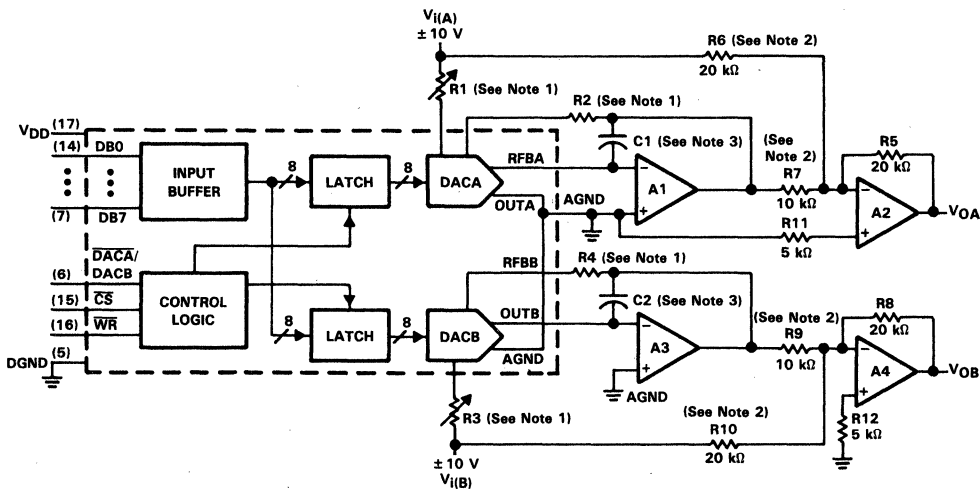 Vi(A)
± 10 V
R6 (See Note 2)
20 kΩ
R1 (See Note 1)
R2 (See Note 1)
C1 (See Note 3)
(See
Note 2)
R7
10 kΩ
R5
20 kΩ
VDD (17)
(14) DB0
(7) DB7
INPUT
BUFFER
8
LATCH
8
DACA
RFBA
OUTA
AGND
−
+
A1
−
+
A2
VOA
R11
5 kΩ
DACA/
DACB
(6)
(15) CS
(16) WR
DGND (5)
CONTROL
LOGIC
8
LATCH
8
DACB
RFBB
OUTB
AGND
R4 (See Note 1)
C2 (See Note 3)
−
+
A3
AGND
(See Note 2)
R9
10 kΩ
R8
20 kΩ
−
+
A4
VOB
R12
5 kΩ
R3 (See Note 1)
(See Note 2)
R10
20 kΩ
± 10 V
Vi(B)